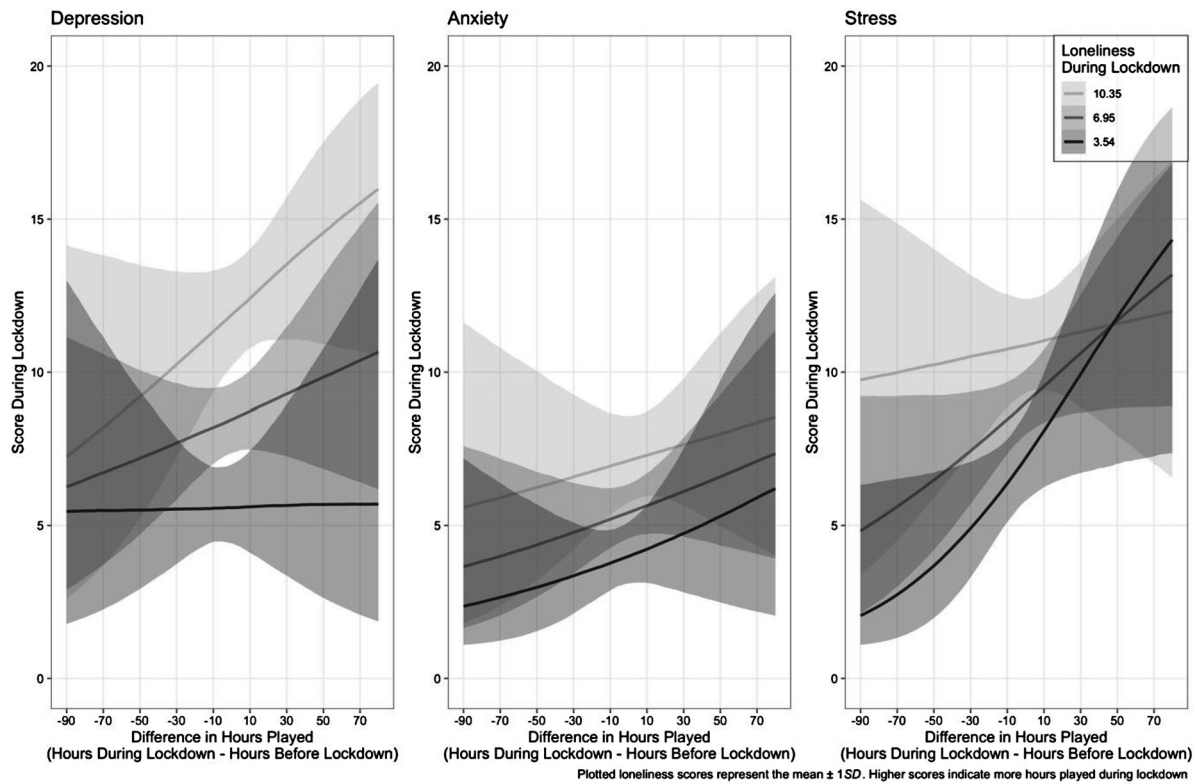 Depression
Anxiety
Stress
Score During Lockdown
20
15
10
5
0
-90 -70 -50 -30 -10 10 30 50 70
Difference in Hours Played
(Hours During Lockdown - Hours Before Lockdown)
Score During Lockdown
20
15
10
5
0
-90 -70 -50 -30 -10 10 30 50 70
Difference in Hours Played
(Hours During Lockdown - Hours Before Lockdown)
Score During Lockdown
20
15
10
5
0
Loneliness
During Lockdown
10.35
6.95
3.54
-90 -70 -50 -30 -10 10 30 50 70
Difference in Hours Played
(Hours During Lockdown - Hours Before Lockdown)
Plotted loneliness scores represent the mean ± 1SD. Higher scores indicate more hours played during lockdown